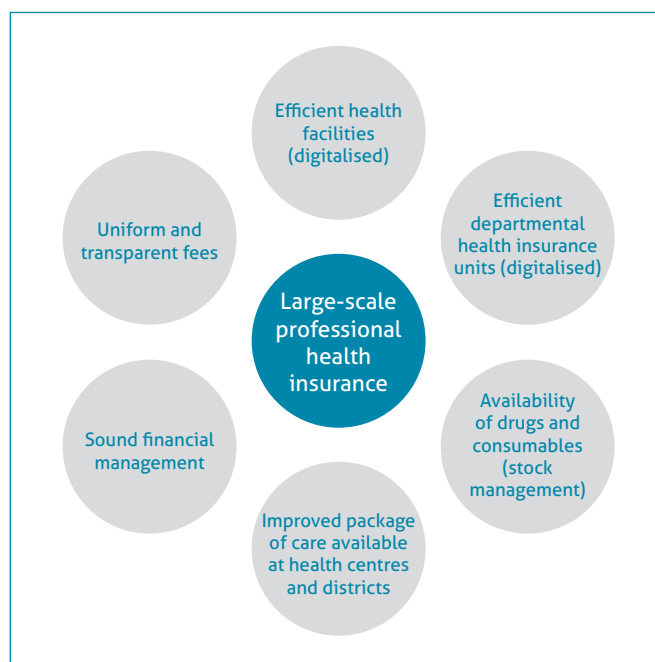 Efficient health
facilities
(digitalised)
Efficient
departmental
health insurance
units (digitalised)
Availability
of drugs and
consumables
(stock
management)
Improved package
of care available
at health centres
and districts
Sound financial
management
Uniform and
transparent fees
Large-scale
professional
health
insurance